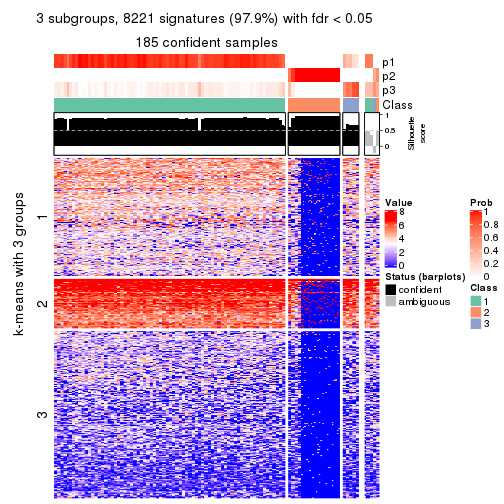 3 subgroups, 8221 signatures (97.9%) with fdr < 0.05
185 confident samples
p1
p2
p3
Class
1
0.5
0
Silhouette
score
k-means with 3 groups
1
2
3
Value
8
6
4
2
0
Status (barplots)
confident
ambiguous
Prob
1
0.8
0.6
0.4
0.2
0
Class
1
2
3